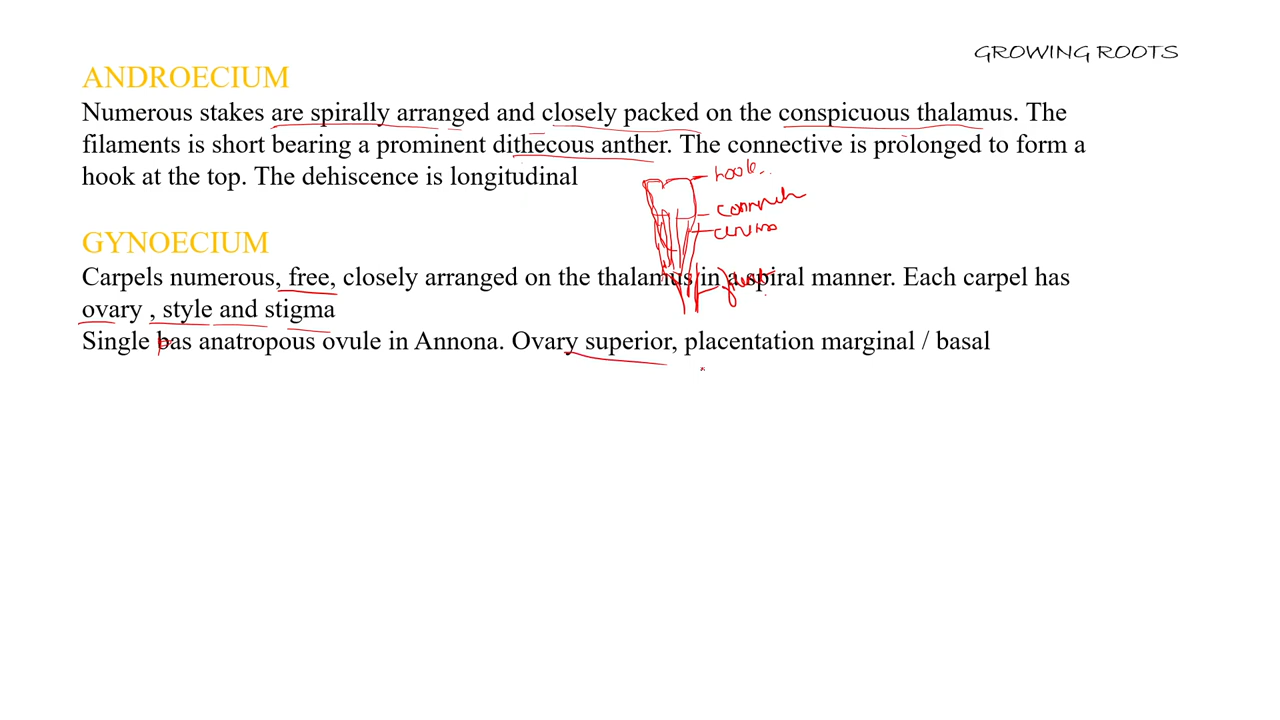 GROWING ROOTS
ANDROECIUM
Numerous stakes are spirally arranged and closely packed on the conspicuous thalamus. The
filaments is short bearing a prominent dithecous anther. The connective is prolonged to form a
hook at the top. The dehiscence is longitudinal
hook
GYNOECIUM
Carpels numerous, free, closely arranged on the thalamus in a spiral manner. Each carpel has
ovary , style and stigma
Single bas anatropous ovule in Annona. Ovary superior, placentation marginal / basal